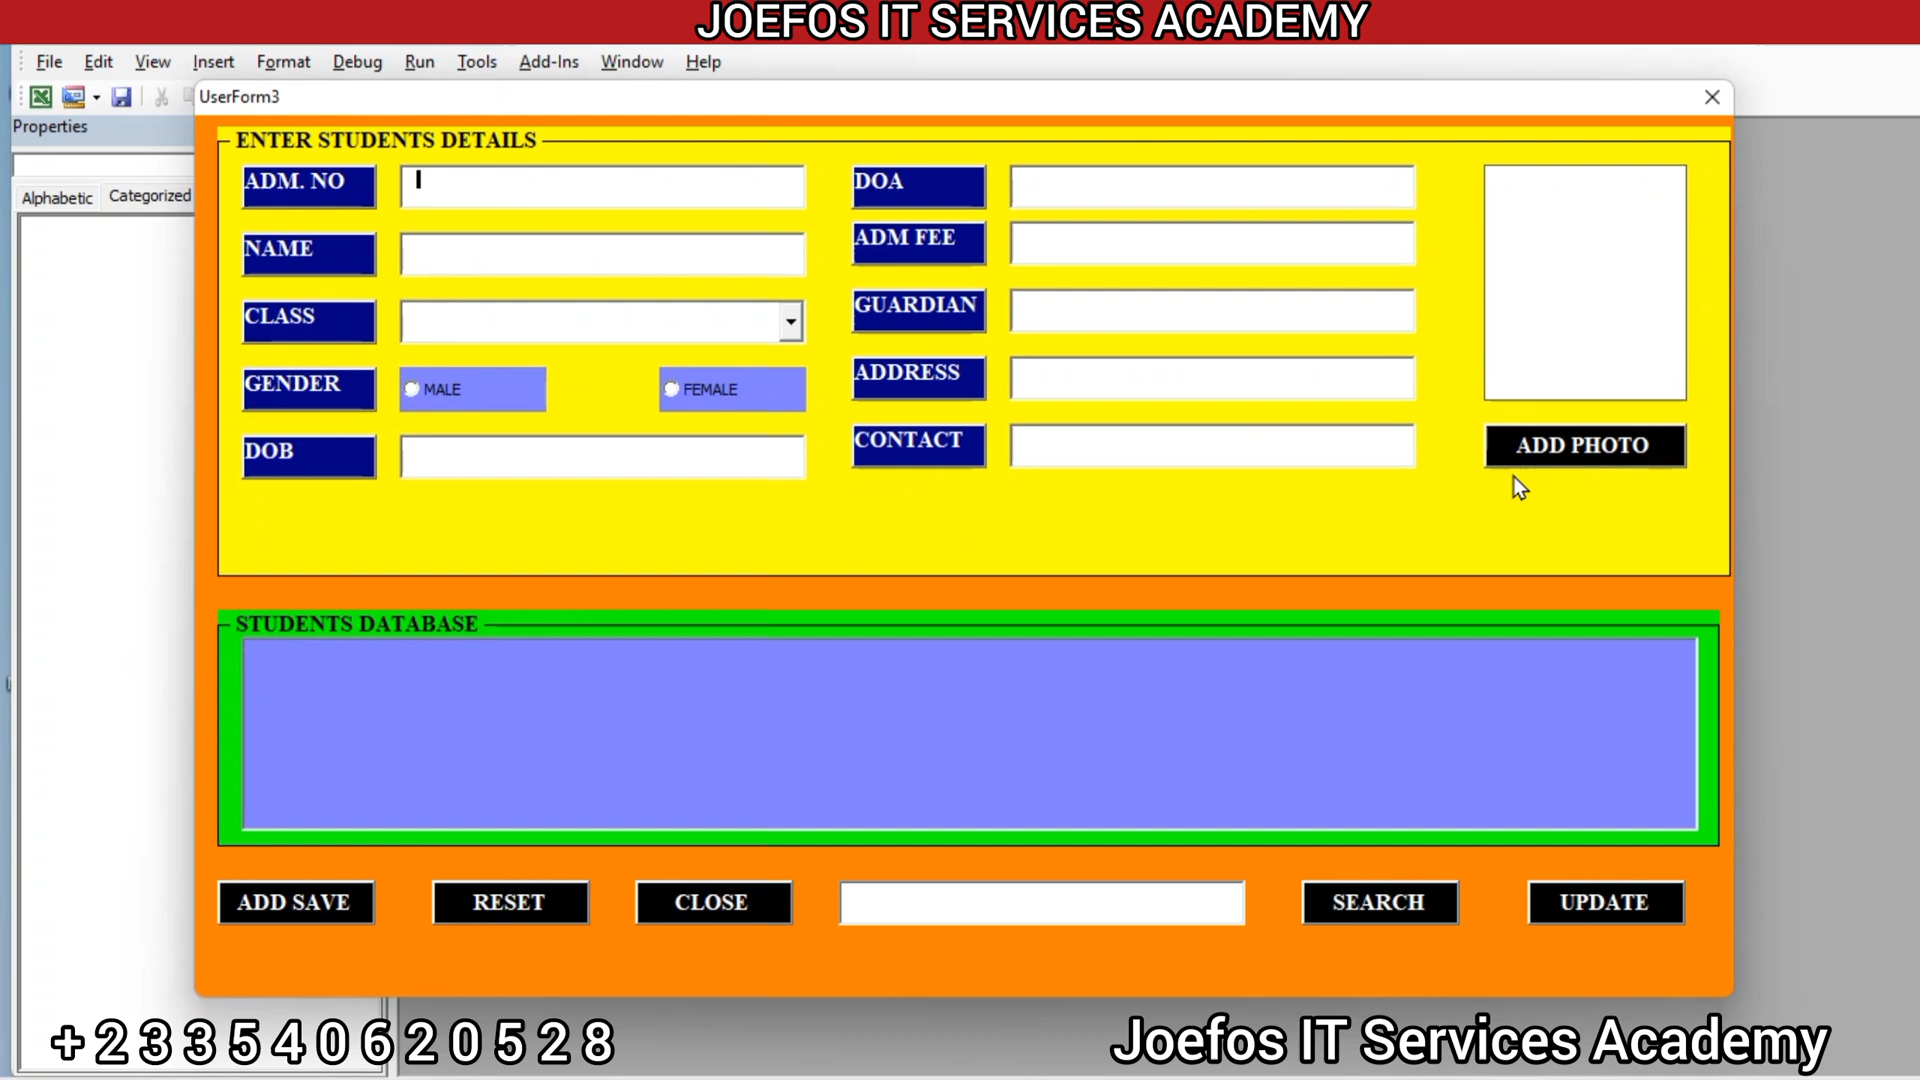 JOEFOS IT SERVICES ACADEMY
File Edit View Insert Format Debug Run Tools Add-Ins Window Help
UserForm3
Properties
Alphabetic Categorized
ENTER STUDENTS DETAILS
ADM. NO
NAME
CLASS
GENDER MALE FEMALE
DOB
DOA
ADM FEE
GUARDIAN
ADDRESS
CONTACT
ADD PHOTO
STUDENTS DATABASE
ADD SAVE RESET CLOSE SEARCH UPDATE
+233540620528
Joefos IT Services Academy